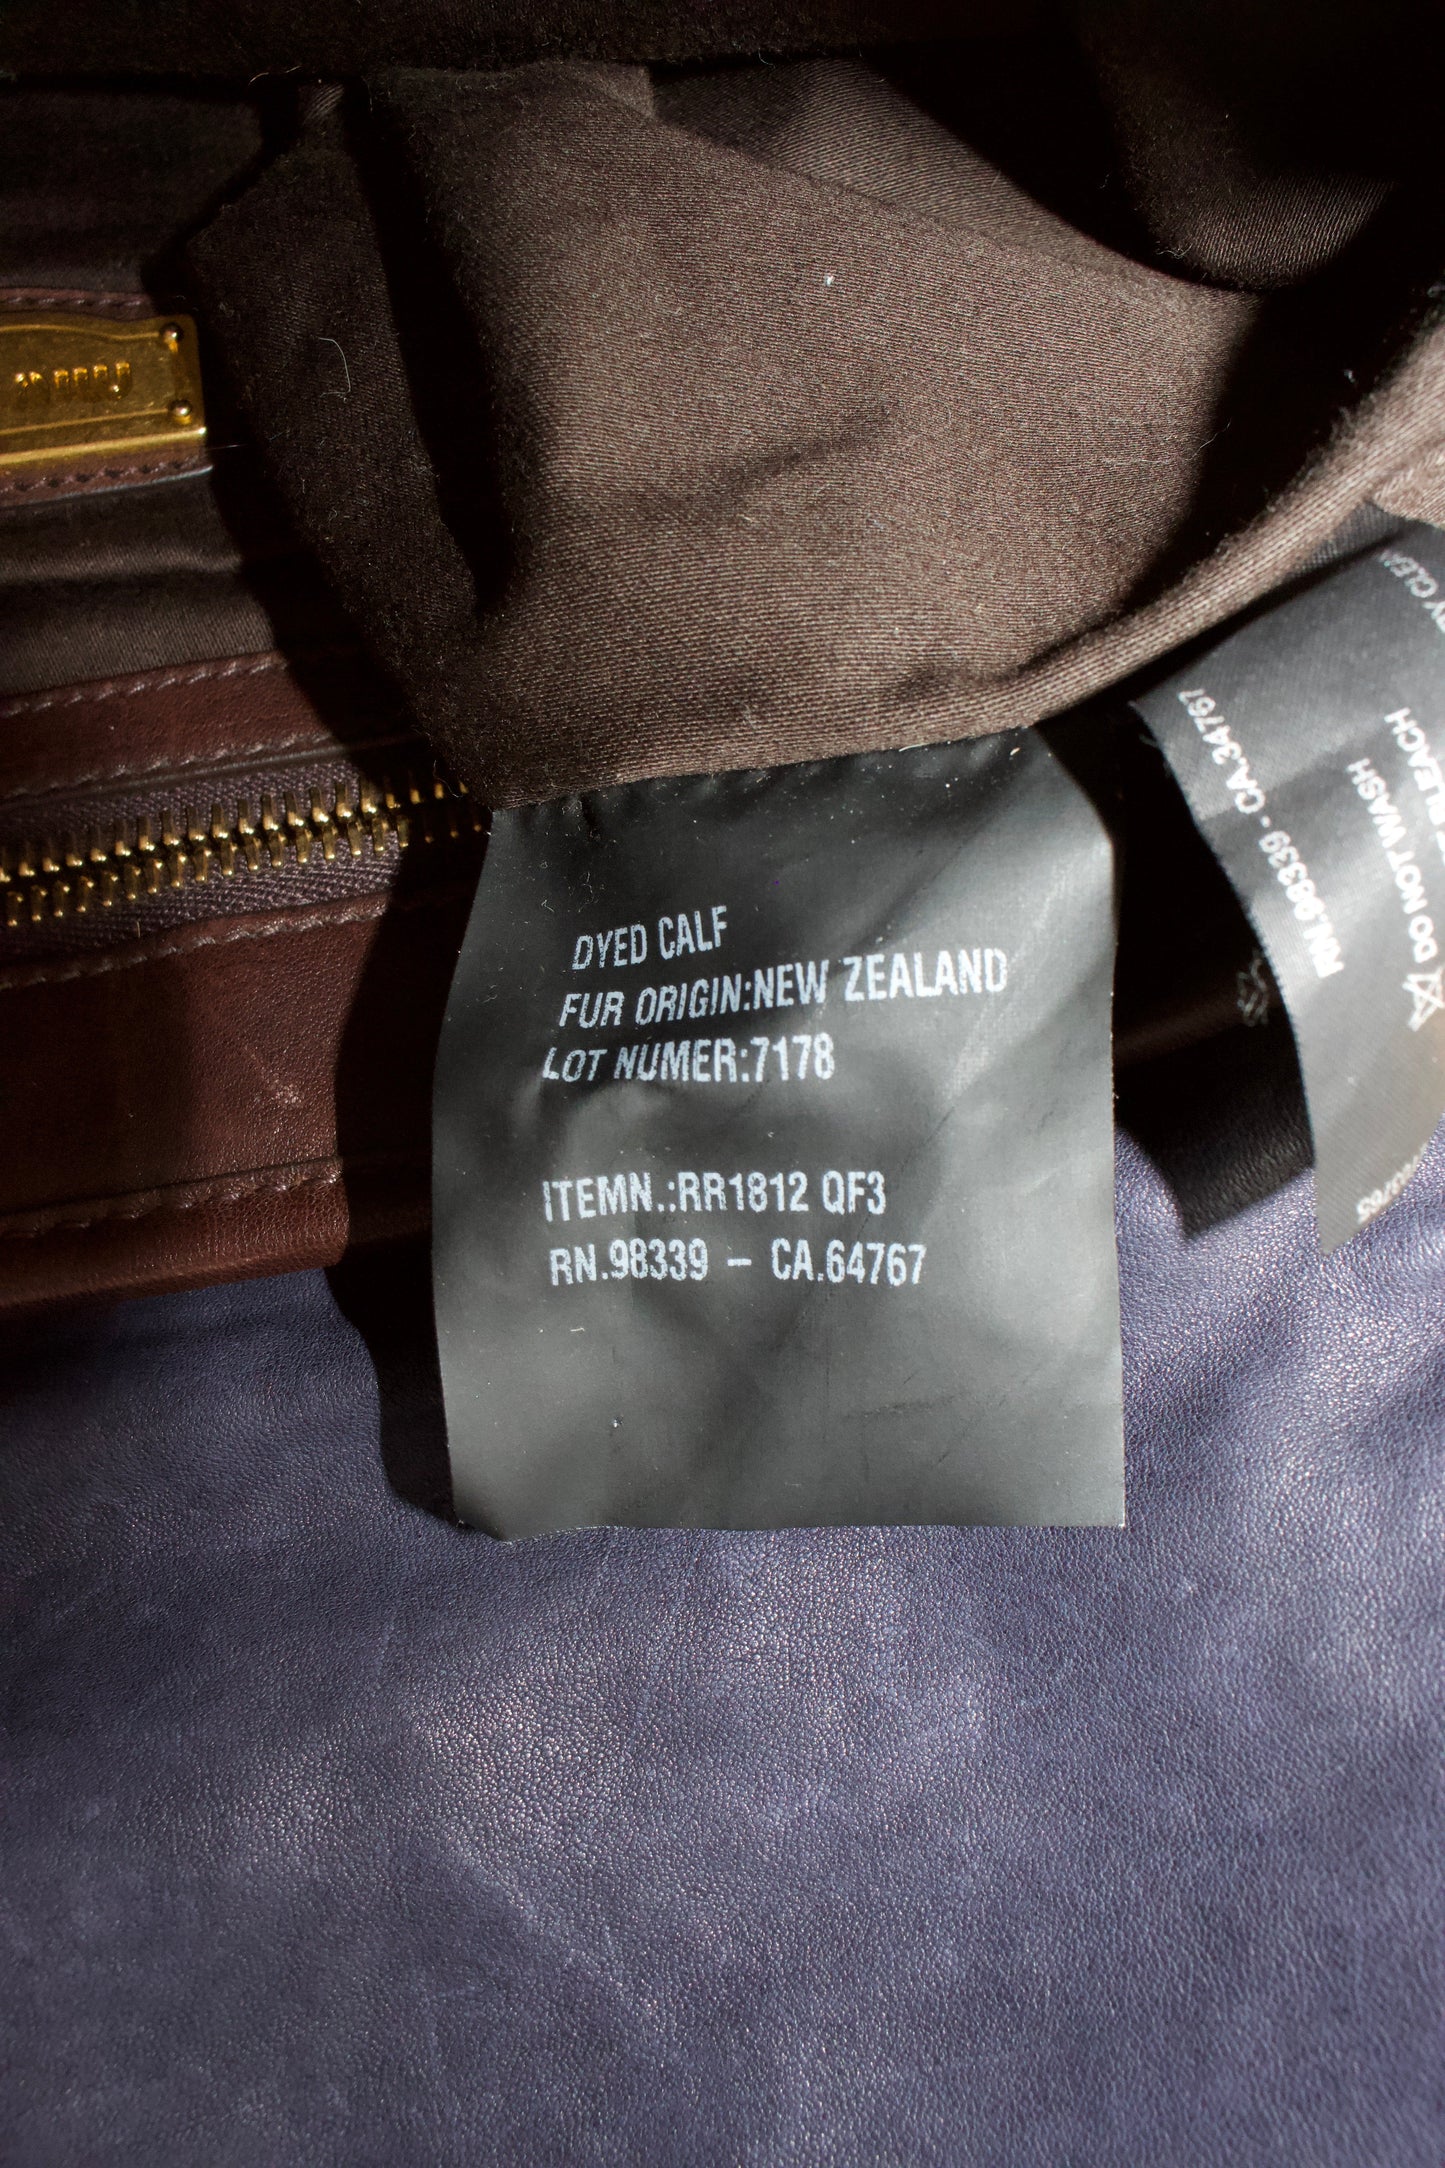 DYED CALF
FUR ORIGIN:NEW ZEALAND
LOT NUMER:7178
ITEMN.:RR1812 QF3
RN.98339 – CA.64767
RN.98339 - CA.34767
DO NOT WASH
BLEACH